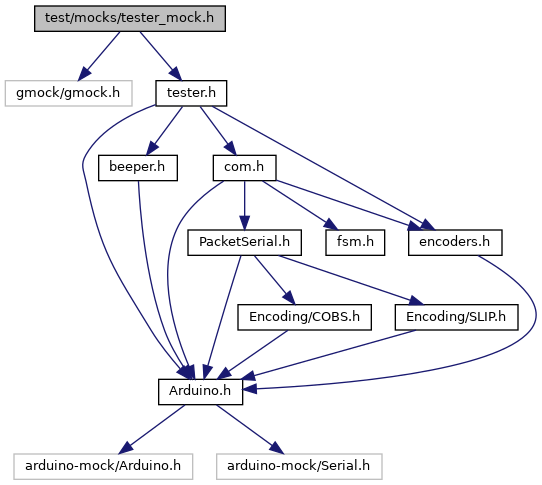 test/mocks/tester_mock.h
gmock/gmock.h
tester.h
beeper.h
com.h
PacketSerial.h
fsm.h
encoders.h
Encoding/COBS.h
Encoding/SLIP.h
Arduino.h
arduino-mock/Arduino.h
arduino-mock/Serial.h